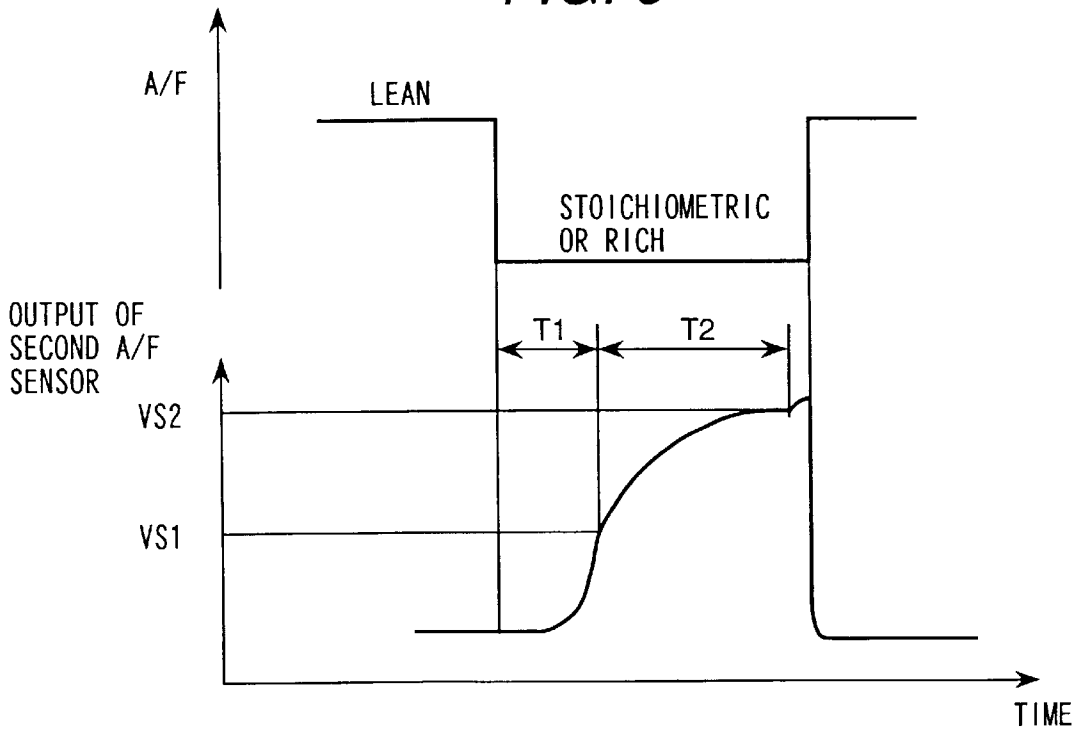 A/F
LEAN
STOICHIOMETRIC
OR RICH
OUTPUT OF
SECOND A/F
SENSOR
T1
T2
VS2
VS1
TIME